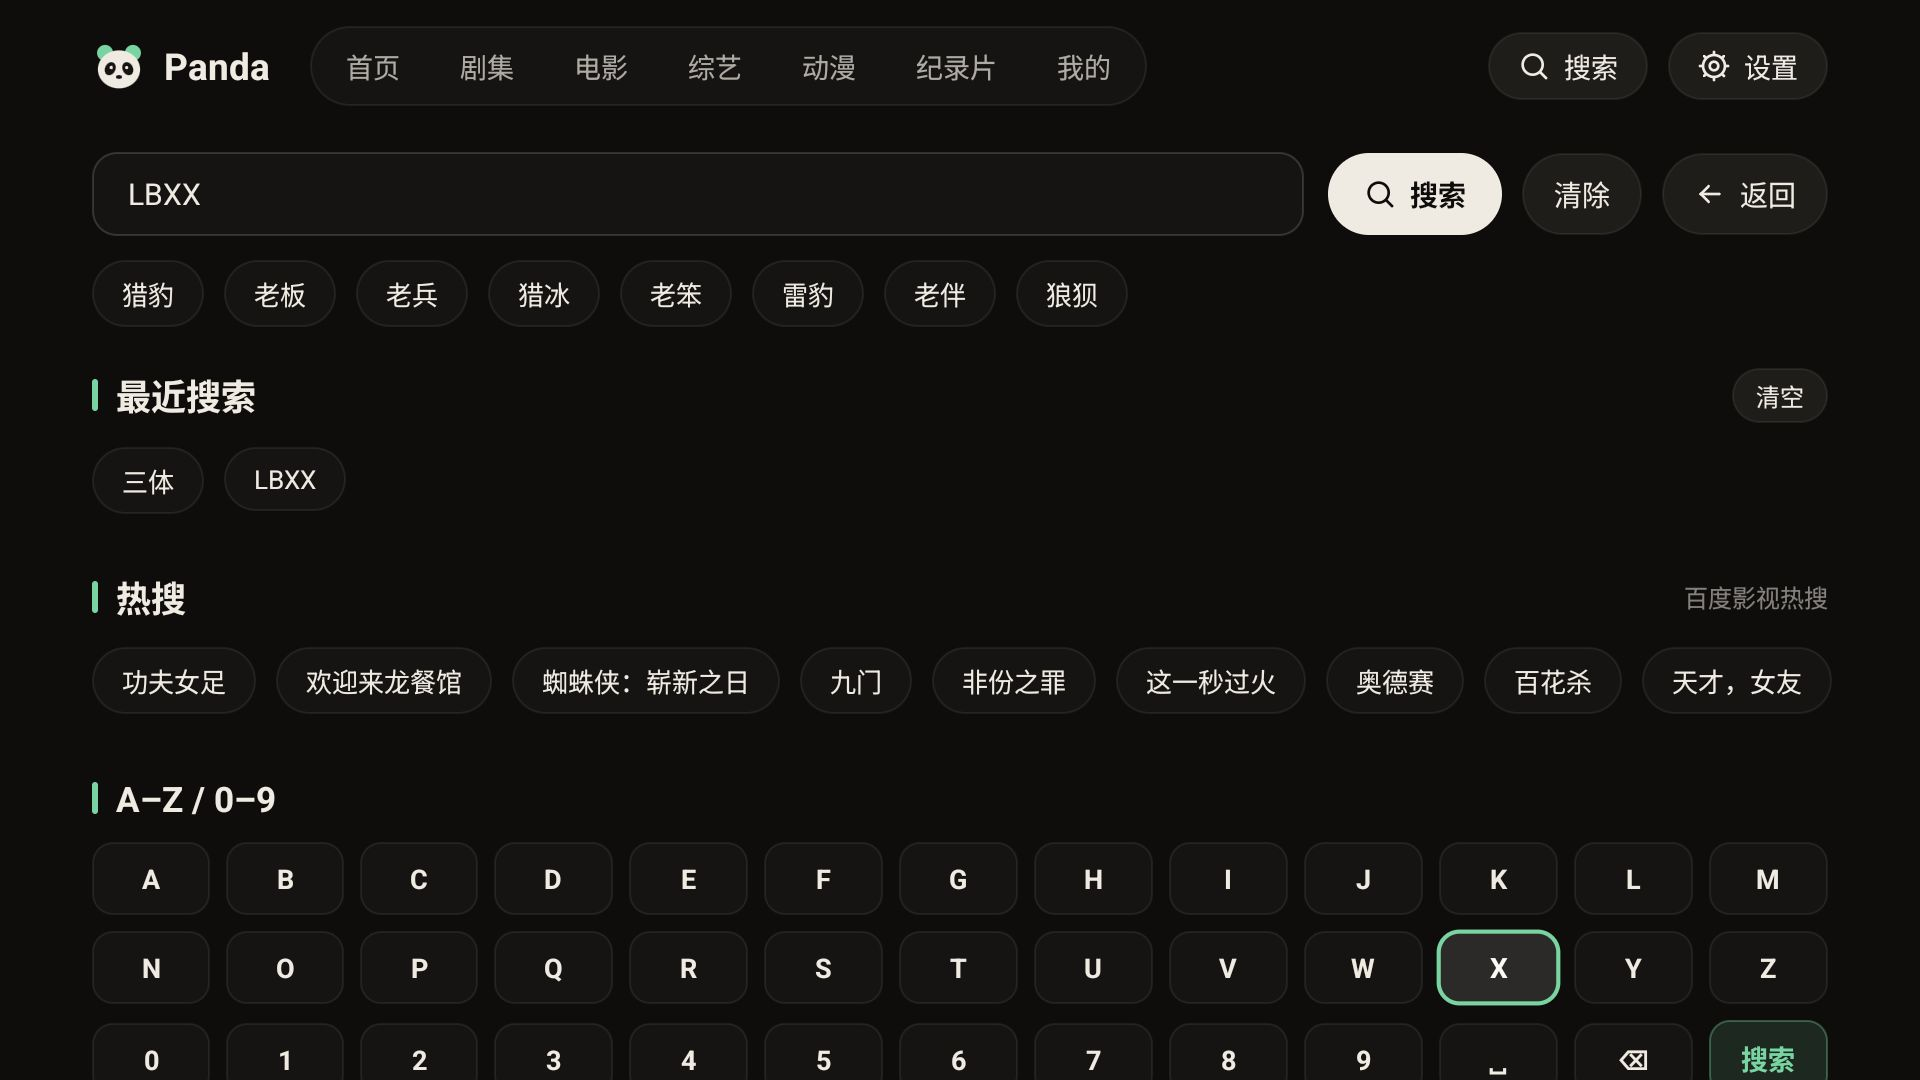 Panda 首页 剧集 电影 综艺 动漫 纪录片 我的 搜索 设置
LBXX 搜索 清除 返回
猎豹 老板 老兵 猎冰 老笨 雷豹 老伴 狼狈
最近搜索 清空
三体 LBXX
热搜 百度影视热搜
功夫女足 欢迎来龙餐馆 蜘蛛侠：崭新之日 九门 非份之罪 这一秒过火 奥德赛 百花杀 天才，女友
A–Z / 0–9
A B C D E F G H I J K L M
N O P Q R S T U V W X Y Z
0 1 2 3 4 5 6 7 8 9 ␣ ⌫ 搜索